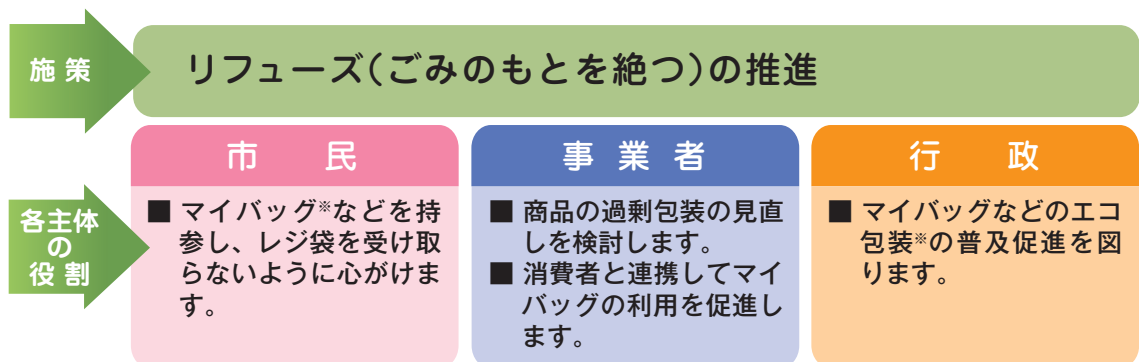 施策
リフューズ(ごみのもとを絶つ)の推進
各主体
の
役割
市民
■ マイバッグ※などを持
参し、レジ袋を受け取
らないように心がけま
す。
事業者
■ 商品の過剰包装の見直
しを検討します。
■ 消費者と連携してマイ
バッグの利用を促進し
ます。
行政
■ マイバッグなどのエコ
包装※の普及促進を図
ります。